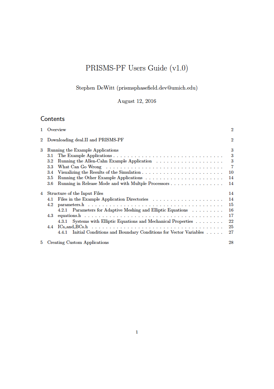 PRISMS-PF Users Guide (v1.0)
Stephen DeWitt (prismsphasefield.dev@umich.edu)
August 12, 2016
Contents
1 Overview 2
2 Downloading deal.II and PRISMS-PF 2
3 Running the Example Applications 3
3.1 The Example Applications . . . . . . . . . . . . . . . . . . . . 3
3.2 Running the Allen-Cahn Example Application . . . . . . . . . . . . . . . . . . . . 3
3.3 What Can Go Wrong . . . . . . . . . . . . . . . . . . . . 7
3.4 Visualizing the Results of the Simulation . . . . . . . . . . . . . . . . . . . . 10
3.5 Running the Other Example Applications . . . . . . . . . . . . . . . . . . . . 14
3.6 Running in Release Mode and with Multiple Processors . . . . . . . . . . . . . . . 14
4 Structure of the Input Files 14
4.1 Files in the Example Application Directories . . . . . . . . . . . . . . . . . . . . 14
4.2 parameters.h . . . . . . . . . . . . . . . . . . . . 15
4.2.1 Parameters for Adaptive Meshing and Elliptic Equations . . . . . . . . . 16
4.3 equations.h . . . . . . . . . . . . . . . . . . . . 17
4.3.1 Systems with Elliptic Equations and Mechanical Properties . . . . . . . . 22
4.4 ICs_and_BCs.h . . . . . . . . . . . . . . . . . . . . 25
4.4.1 Initial Conditions and Boundary Conditions for Vector Variables . . . . . 27
5 Creating Custom Applications 28
1